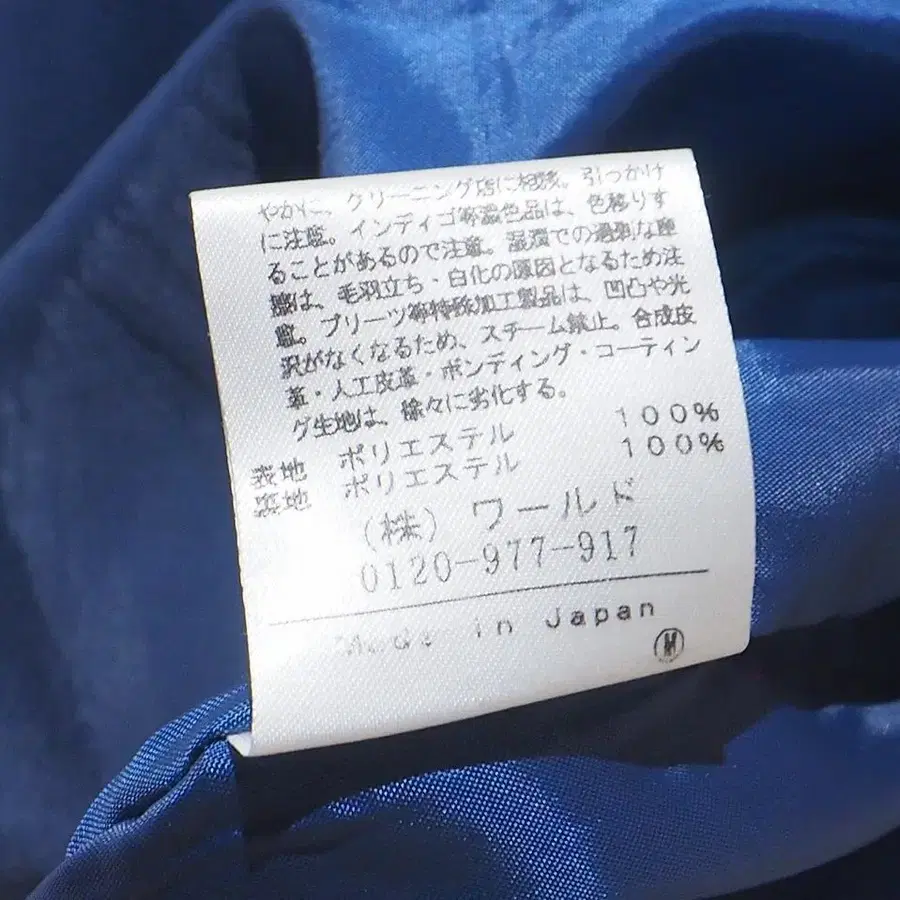 やかに、クリーニング店に相談。引っかけ
に注意。インディゴ等濃色品は、色移りす
ることがあるので注意。湿潤での過剰な摩
擦は、毛羽立ち・白化の原因となるため注
意。プリーツ等特殊加工製品は、凹凸や光
沢がなくなるため、スチーム禁止。合成皮
革・人工皮革・ボンディング・コーティン
グ生地は、徐々に劣化する。
表地 ポリエステル 100%
裏地 ポリエステル 100%
(株) ワールド
0120-977-917
Made in Japan
M